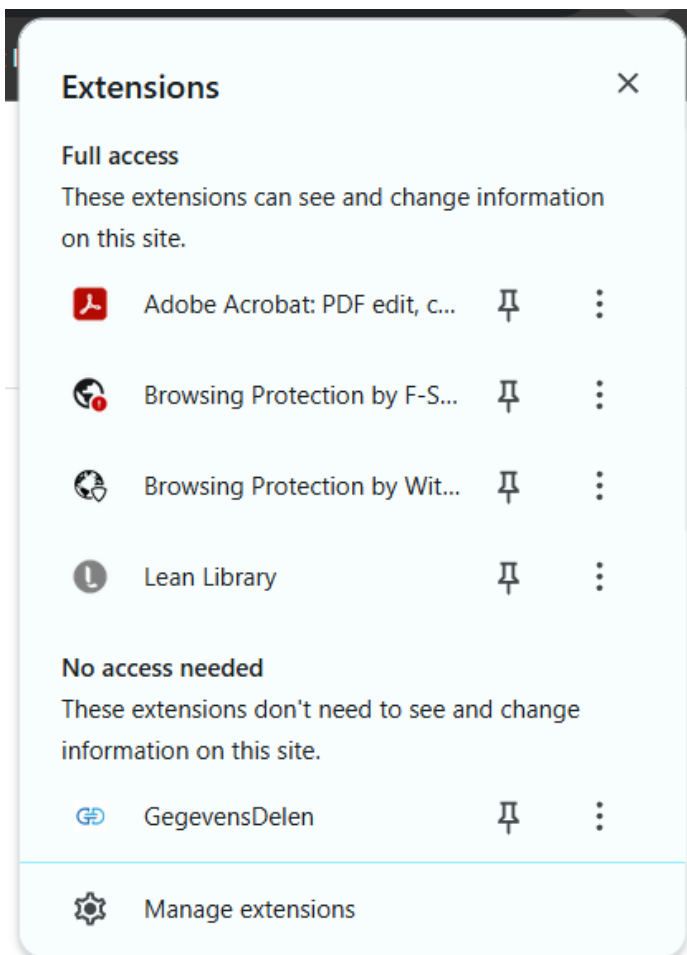 Extensions
Full access
These extensions can see and change information
on this site.
Adobe Acrobat: PDF edit, c...
Browsing Protection by F-S...
Browsing Protection by Wit...
Lean Library
No access needed
These extensions don't need to see and change
information on this site.
GegevensDelen
Manage extensions